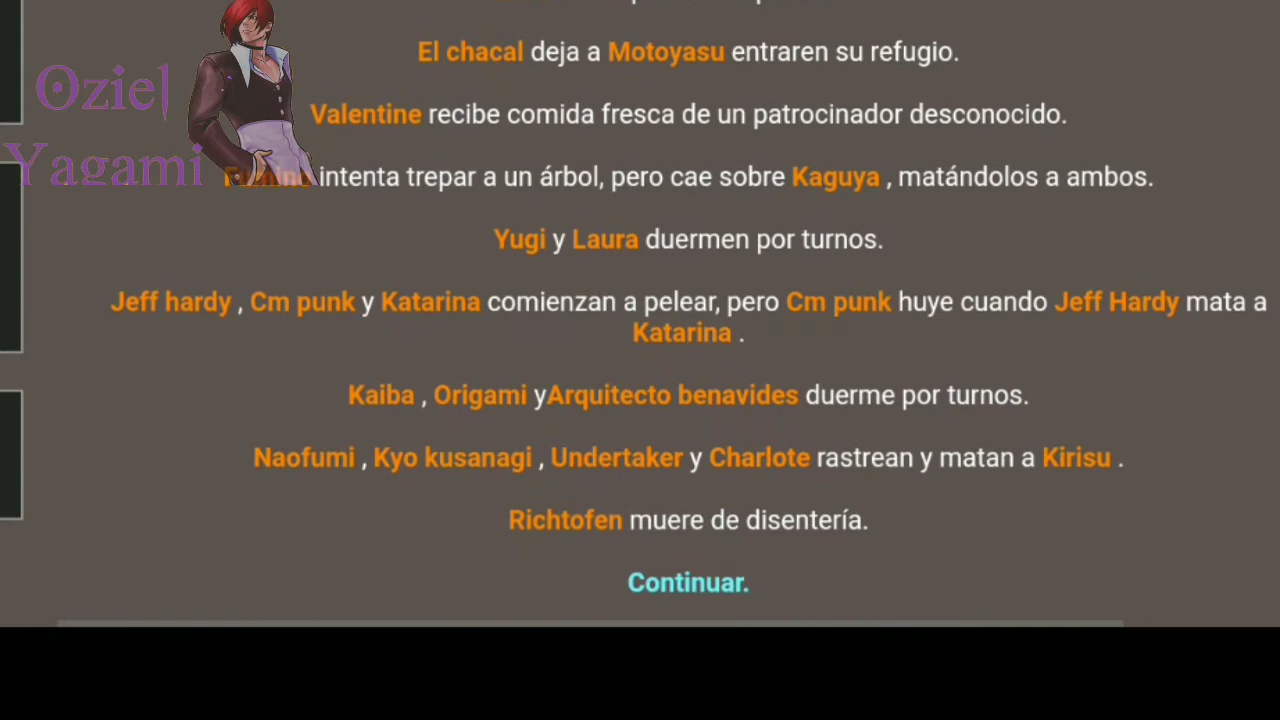 El chacal deja a Motoyasu entraren su refugio.
Oziel
Yagami
Valentine recibe comida fresca de un patrocinador desconocido.
intenta trepar a un árbol, pero cae sobre Kaguya , matándolos a ambos.
Yugi y Laura duermen por turnos.
Jeff hardy , Cm punk y Katarina comienzan a pelear, pero Cm punk huye cuando Jeff Hardy mata a
Katarina .
Kaiba , Origami yArquitecto benavides duerme por turnos.
Naofumi , Kyo kusanagi , Undertaker y Charlote rastrean y matan a Kirisu .
Richtofen muere de disentería.
Continuar.